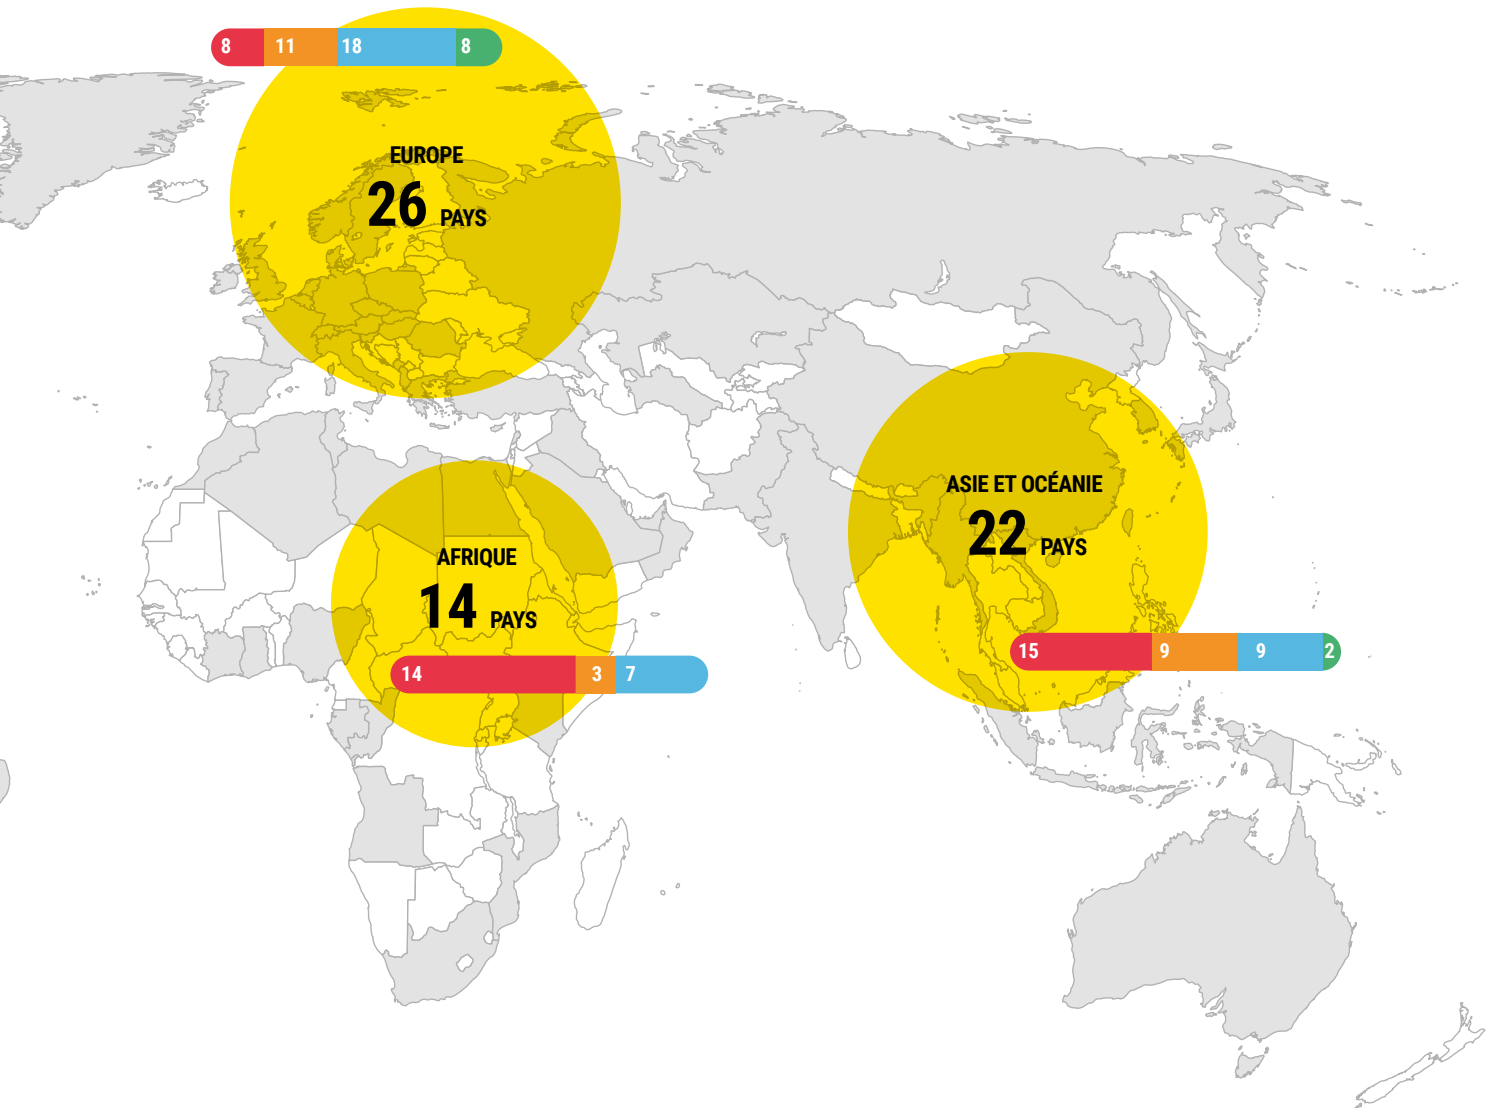 8 11 18 8
EUROPE
26 PAYS
ASIE ET OCÉANIE
22 PAYS
15 9 9 2
AFRIQUE
14 PAYS
14 3 7